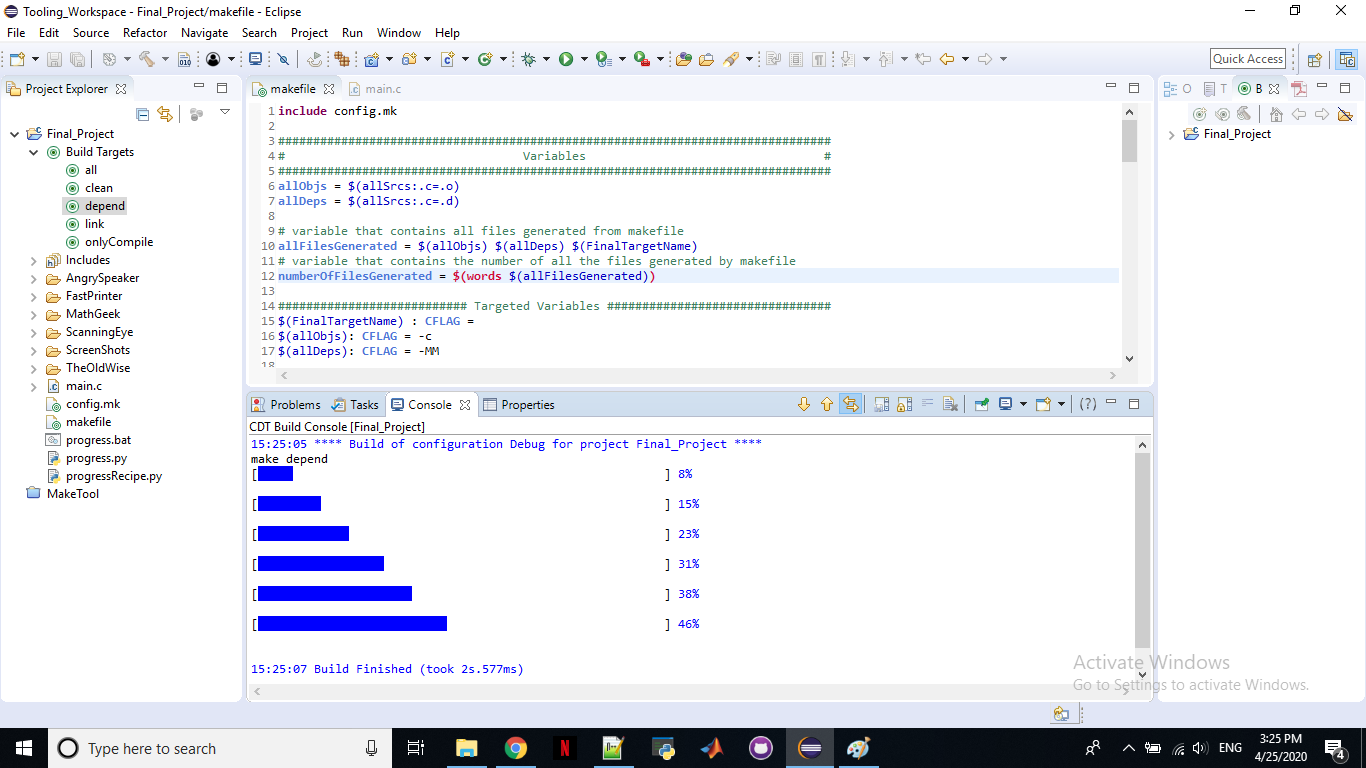 Tooling_Workspace - Final_Project/makefile - Eclipse
File Edit Source Refactor Navigate Search Project Run Window Help
Quick Access
Project Explorer
Final_Project
Build Targets
all
clean
depend
link
onlyCompile
Includes
AngrySpeaker
FastPrinter
MathGeek
ScanningEye
ScreenShots
TheOldWise
main.c
config.mk
makefile
progress.bat
progress.py
progressRecipe.py
MakeTool
makefile main.c
1 include config.mk
2
3 ###############################################################################
4 # Variables #
5 ###############################################################################
6 allObjs = $(allSrcs:.c=.o)
7 allDeps = $(allSrcs:.c=.d)
8
9 # variable that contains all files generated from makefile
10 allFilesGenerated = $(allObjs) $(allDeps) $(FinalTargetName)
11 # variable that contains the number of all the files generated by makefile
12 numberOfFilesGenerated = $(words $(allFilesGenerated))
13
14 ########################### Targeted Variables ################################
15 $(FinalTargetName) : CFLAG =
16 $(allObjs): CFLAG = -c
17 $(allDeps): CFLAG = -MM
18
O T B
Final_Project
Problems Tasks Console Properties
CDT Build Console [Final_Project]
15:25:05 **** Build of configuration Debug for project Final_Project ****
make depend
[ ] 8%
[ ] 15%
[ ] 23%
[ ] 31%
[ ] 38%
[ ] 46%
15:25:07 Build Finished (took 2s.577ms)
Activate Windows
Go to Settings to activate Windows.
Type here to search
ENG
3:25 PM
4/25/2020
4